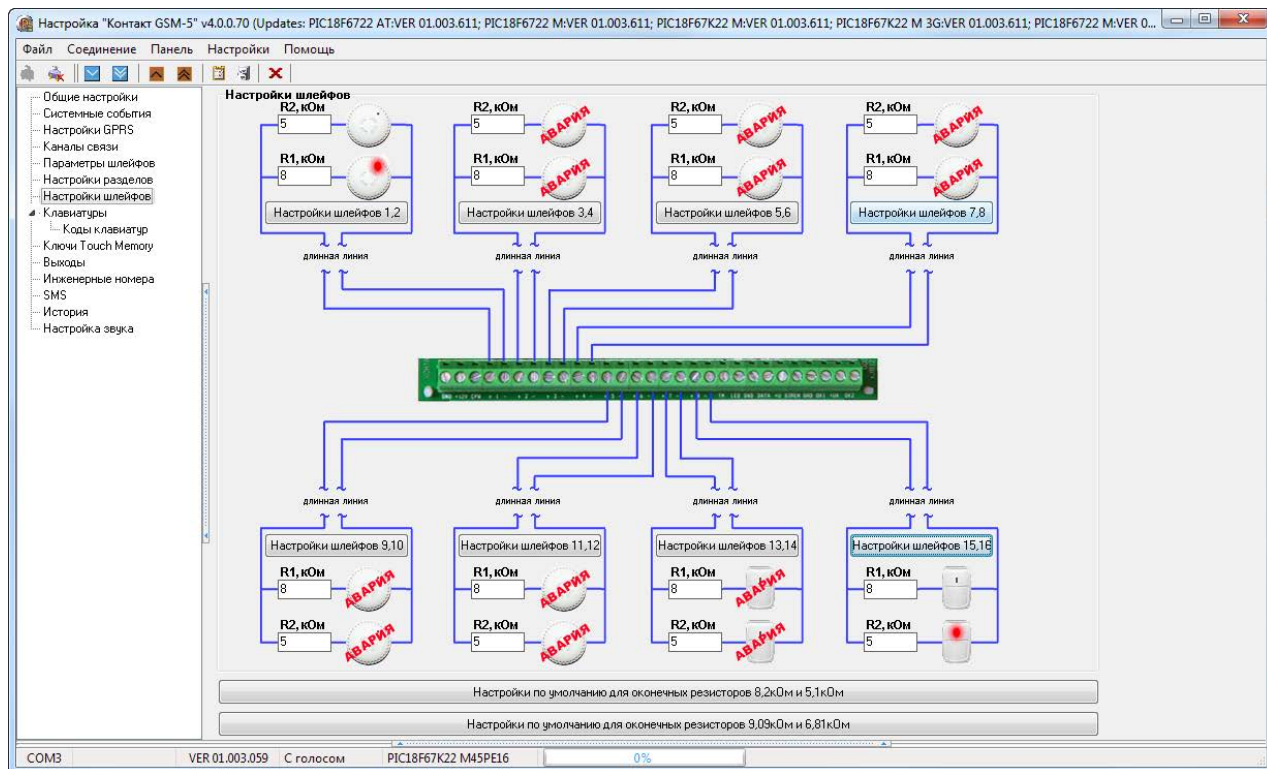 Настройка "Контакт GSM-5" v4.0.0.70 (Updates: PIC18F6722 AT:VER 01.003.611; PIC18F6722 M:VER 01.003.611; PIC18F67K22 M:VER 01.003.611; PIC18F67K22 M 3G:VER 01.003.611; PIC18F6722 M:VER 0...
Файл Соединение Панель Настройки Помощь
Общие настройки
Системные события
Настройки GPRS
Каналы связи
Параметры шлейфов
Настройки разделов
Настройки шлейфов
Клавиатуры
Коды клавиатур
Ключи Touch Memory
Выходы
Инженерные номера
SMS
История
Настройка звука
Настройки шлейфов
R2, кОм R2, кОм R2, кОм R2, кОм
5 5 АВАРИЯ 5 АВАРИЯ 5 АВАРИЯ
R1, кОм R1, кОм R1, кОм R1, кОм
8 8 АВАРИЯ 8 АВАРИЯ 8 АВАРИЯ
Настройки шлейфов 1,2 Настройки шлейфов 3,4 Настройки шлейфов 5,6 Настройки шлейфов 7,8
длинная линия длинная линия длинная линия длинная линия
длинная линия длинная линия длинная линия длинная линия
Настройки шлейфов 9,10 Настройки шлейфов 11,12 Настройки шлейфов 13,14 Настройки шлейфов 15,16
R1, кОм R1, кОм R1, кОм R1, кОм
8 АВАРИЯ 8 АВАРИЯ 8 АВАРИЯ 8
R2, кОм R2, кОм R2, кОм R2, кОм
5 АВАРИЯ 5 АВАРИЯ 5 АВАРИЯ 5
Настройки по умолчанию для оконечных резисторов 8,2кОм и 5,1кОм
Настройки по умолчанию для оконечных резисторов 9,09кОм и 6,81кОм
COM3 VER 01.003.059 С голосом PIC18F67K22 M45PE16 0%